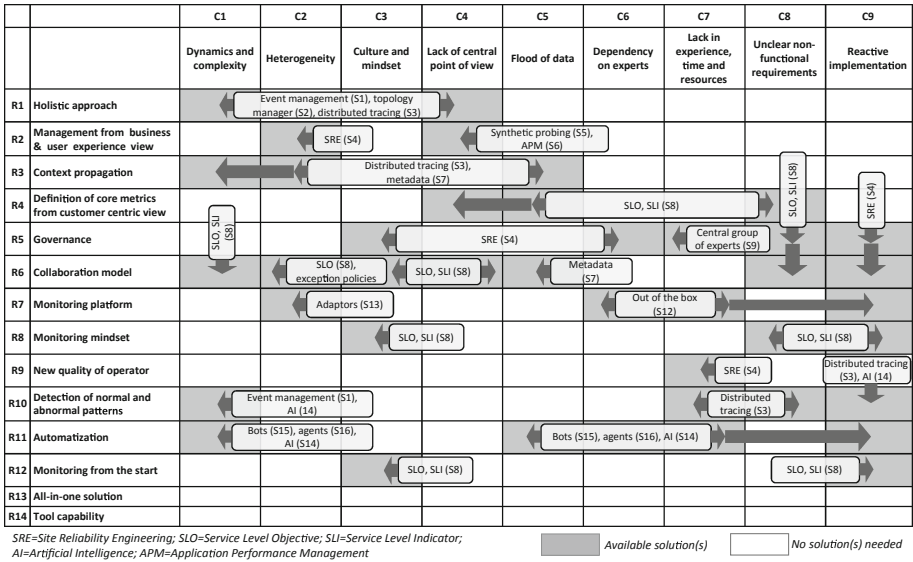 C1 C2 C3 C4 C5 C6 C7 C8 C9
Dynamics and
complexity
Heterogeneity
Culture and
mindset
Lack of central
point of view
Flood of data
Dependency
on experts
Lack in
experience,
time and
resources
Unclear non-
functional
requirements
Reactive
implementation
R1 Holistic approach
Event management (S1), topology
manager (S2), distributed tracing (S3)
R2 Management from business
& user experience view
SRE (S4)
Synthetic probing (S5),
APM (S6)
R3 Context propagation
Distributed tracing (S3),
metadata (S7)
SLO, SLI (S8)
SRE (S4)
R4 Definition of core metrics
from customer centric view
SLO, SLI
(S8)
SLO, SLI (S8)
R5 Governance
SRE (S4)
Central group
of experts (S9)
R6 Collaboration model
SLO (S8),
exception policies
SLO, SLI (S8)
Metadata
(S7)
R7 Monitoring platform
Adaptors (S13)
Out of the box
(S12)
R8 Monitoring mindset
SLO, SLI (S8)
SLO, SLI (S8)
R9 New quality of operator
SRE (S4)
Distributed tracing
(S3), AI (14)
R10 Detection of normal and
abnormal patterns
Event management (S1),
AI (14)
Distributed
tracing (S3)
R11 Automatization
Bots (S15), agents (S16),
AI (S14)
Bots (S15), agents (S16), AI (S14)
R12 Monitoring from the start
SLO, SLI (S8)
SLO, SLI (S8)
R13 All-in-one solution
R14 Tool capability
SRE=Site Reliability Engineering; SLO=Service Level Objective; SLI=Service Level Indicator;
AI=Artificial Intelligence; APM=Application Performance Management
Available solution(s)
No solution(s) needed